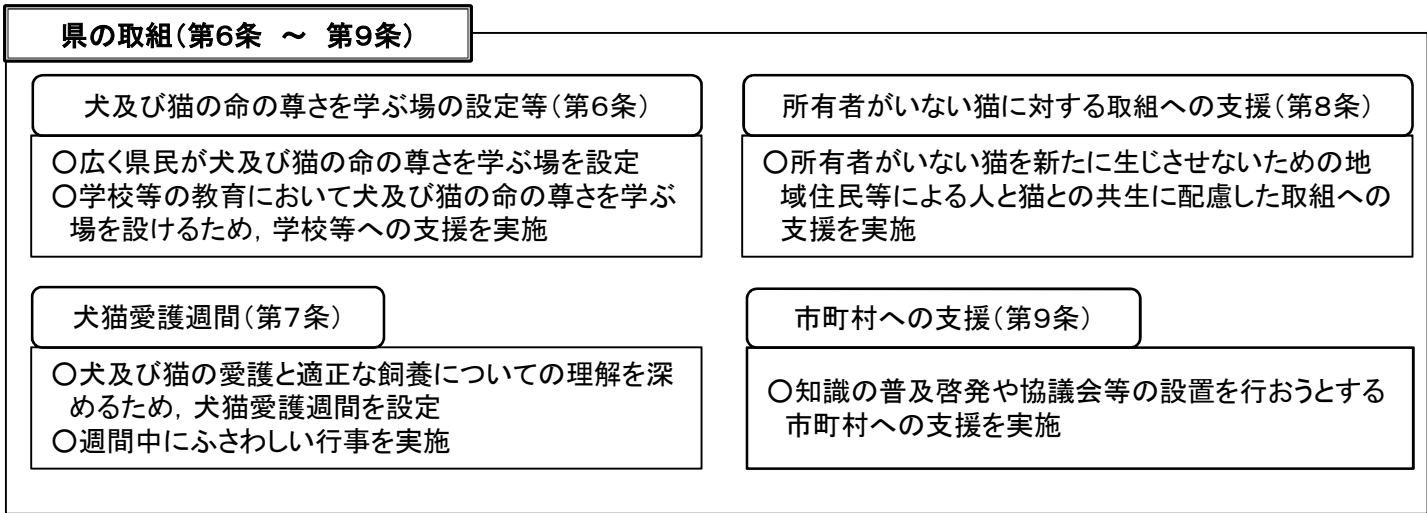 県の取組(第6条 ~ 第9条)
犬及び猫の命の尊さを学ぶ場の設定等(第6条)
○広く県民が犬及び猫の命の尊さを学ぶ場を設定
○学校等の教育において犬及び猫の命の尊さを学ぶ
場を設けるため,学校等への支援を実施
犬猫愛護週間(第7条)
○犬及び猫の愛護と適正な飼養についての理解を深
めるため,犬猫愛護週間を設定
○週間中にふさわしい行事を実施
所有者がいない猫に対する取組への支援(第8条)
○所有者がいない猫を新たに生じさせないための地
域住民等による人と猫との共生に配慮した取組への
支援を実施
市町村への支援(第9条)
○知識の普及啓発や協議会等の設置を行おうとする
市町村への支援を実施